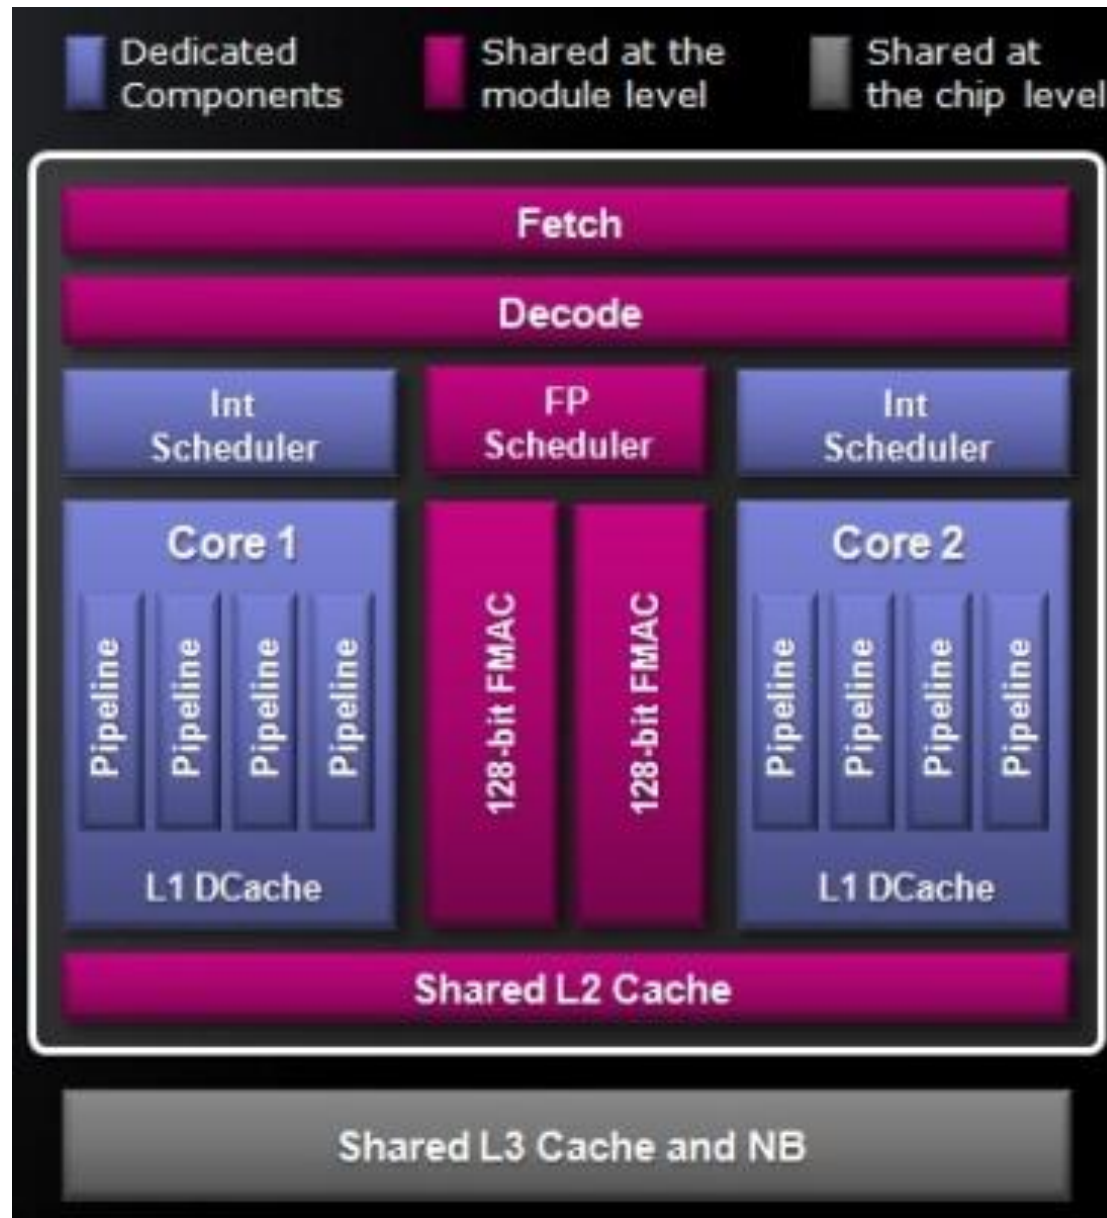 Dedicated
Components
Shared at the
module level
Shared at
the chip level
Fetch
Decode
Int
Scheduler
FP
Scheduler
Int
Scheduler
Core 1
Pipeline
Pipeline
Pipeline
Pipeline
L1 DCache
128-bit FMAC
128-bit FMAC
Core 2
Pipeline
Pipeline
Pipeline
Pipeline
L1 DCache
Shared L2 Cache
Shared L3 Cache and NB